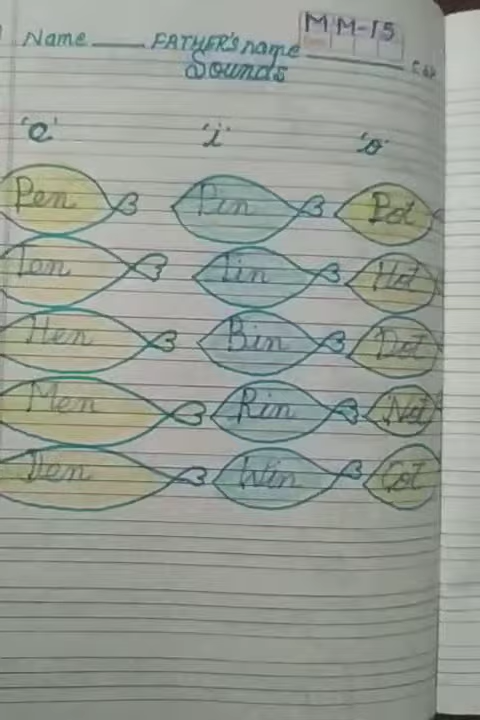 MM-15
Name FATHER's name
Sounds
'e' 'i' 'o'
Pen Pin Pot
Ten Tin Hot
Hen Bin Dot
Men Rin Not
Win Cot